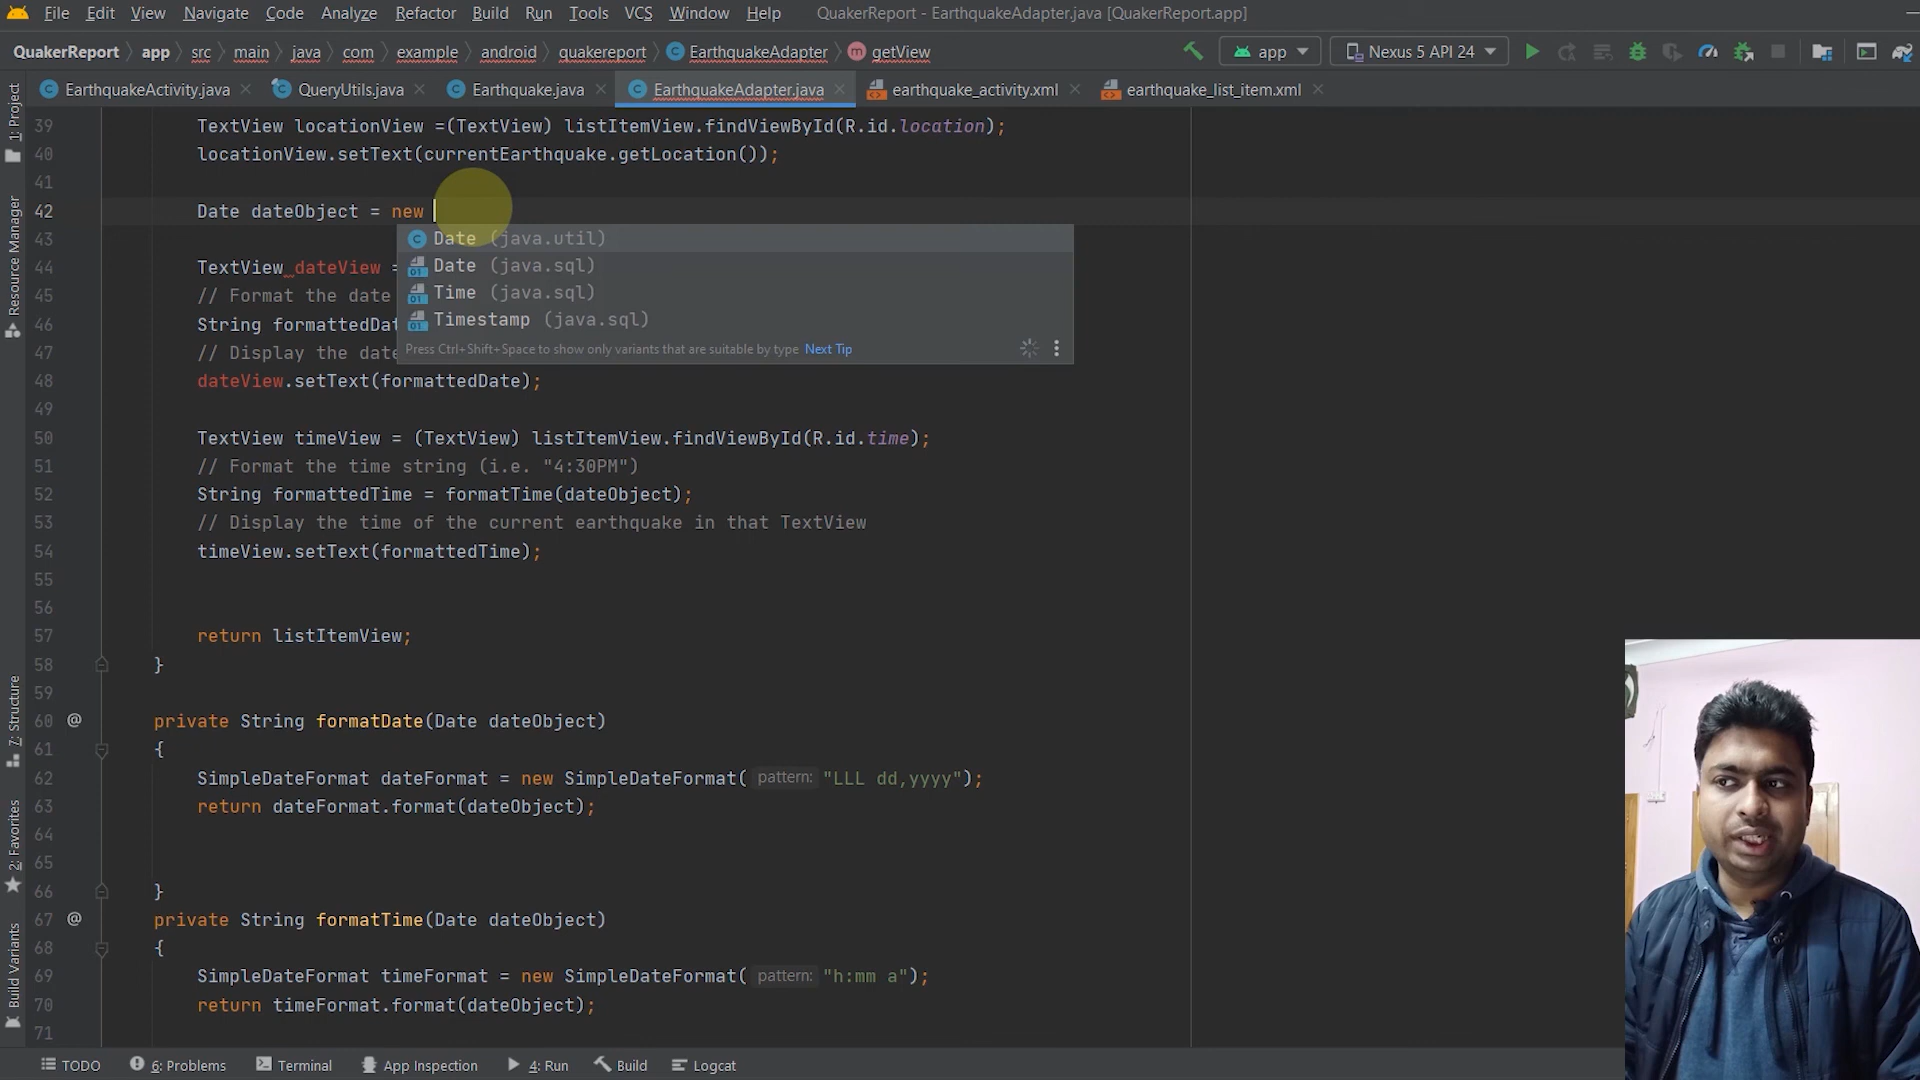 File Edit View Navigate Code Analyze Refactor Build Run Tools VCS Window Help QuakerReport - EarthquakeAdapter.java [QuakerReport.app]
QuakerReport app src main java com example android quakereport EarthquakeAdapter getView app Nexus 5 API 24
EarthquakeActivity.java QueryUtils.java Earthquake.java EarthquakeAdapter.java earthquake_activity.xml earthquake_list_item.xml
1: Project
Resource Manager
7: Structure
2: Favorites
Build Variants
39 TextView locationView =(TextView) listItemView.findViewById(R.id.location);
40 locationView.setText(currentEarthquake.getLocation());
41
42 Date dateObject = new
Date (java.util)
43
Date (java.sql)
44 TextView dateView =
Time (java.sql)
45 // Format the date
Timestamp (java.sql)
46 String formattedDat
Press Ctrl+Shift+Space to show only variants that are suitable by type Next Tip
47 // Display the date
48 dateView.setText(formattedDate);
49
50 TextView timeView = (TextView) listItemView.findViewById(R.id.time);
51 // Format the time string (i.e. "4:30PM")
52 String formattedTime = formatTime(dateObject);
53 // Display the time of the current earthquake in that TextView
54 timeView.setText(formattedTime);
55
56
57 return listItemView;
58 }
59
60 @ private String formatDate(Date dateObject)
61 {
62 SimpleDateFormat dateFormat = new SimpleDateFormat( pattern: "LLL dd,yyyy");
63 return dateFormat.format(dateObject);
64
65
66 }
67 @ private String formatTime(Date dateObject)
68 {
69 SimpleDateFormat timeFormat = new SimpleDateFormat( pattern: "h:mm a");
70 return timeFormat.format(dateObject);
71
TODO 6: Problems Terminal App Inspection 4: Run Build Logcat